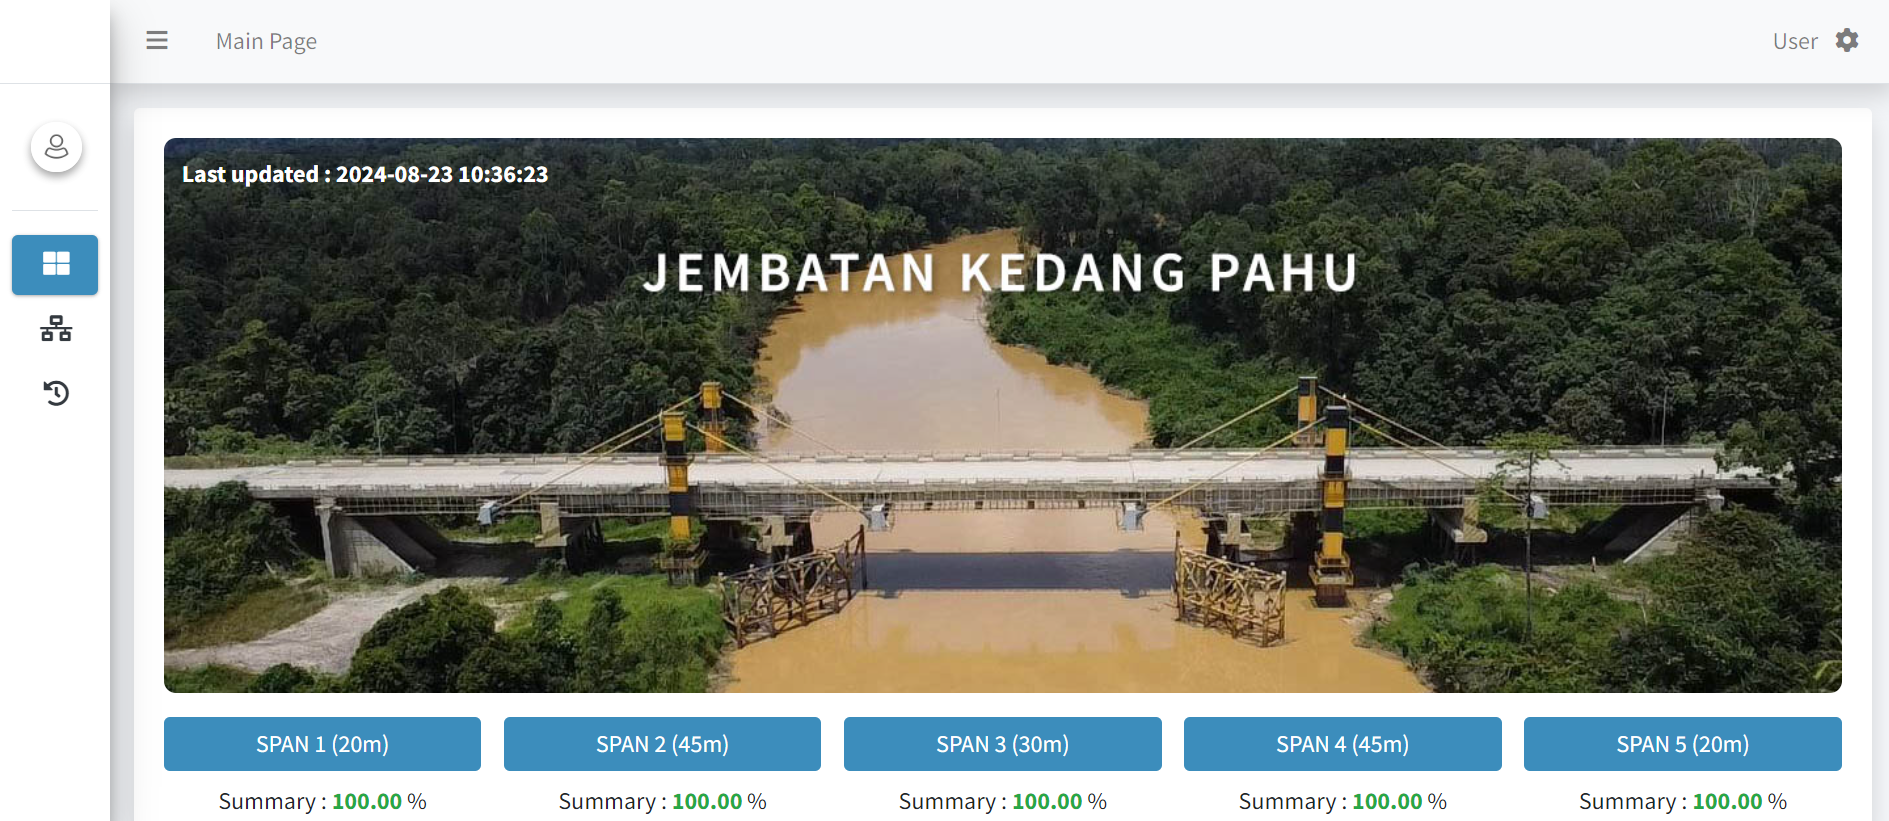 Main Page
User
Last updated : 2024-08-23 10:36:23
JEMBATAN KEDANG PAHU
SPAN 1 (20m)
SPAN 2 (45m)
SPAN 3 (30m)
SPAN 4 (45m)
SPAN 5 (20m)
Summary : 100.00 %
Summary : 100.00 %
Summary : 100.00 %
Summary : 100.00 %
Summary : 100.00 %